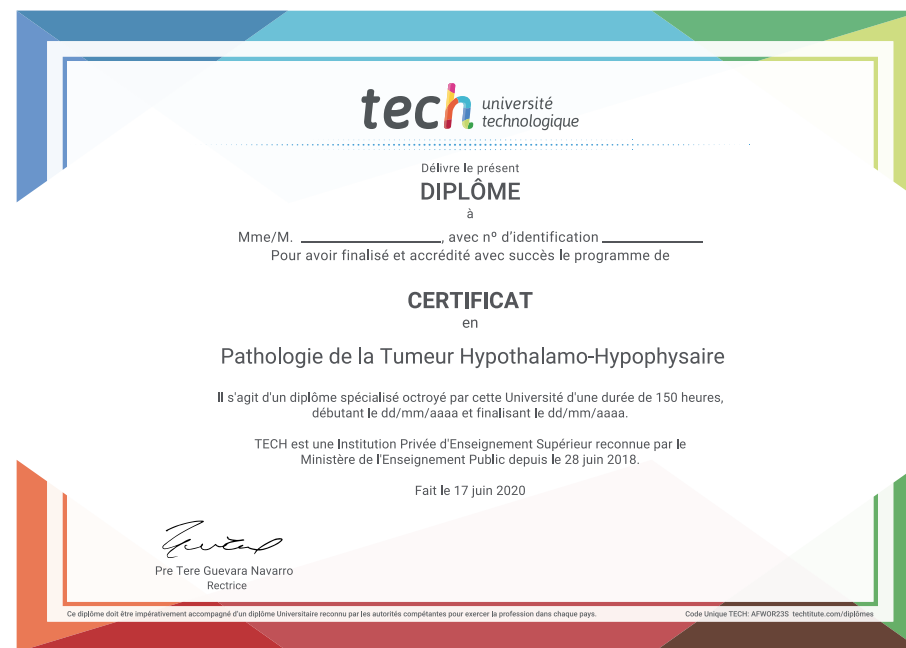 tech université
technologique
Délivre le présent
DIPLÔME
à
Mme/M. ____________________, avec nº d'identification ______________
Pour avoir finalisé et accrédité avec succès le programme de
CERTIFICAT
en
Pathologie de la Tumeur Hypothalamo-Hypophysaire
Il s'agit d'un diplôme spécialisé octroyé par cette Université d'une durée de 150 heures,
débutant le dd/mm/aaaa et finalisant le dd/mm/aaaa.
TECH est une Institution Privée d'Enseignement Supérieur reconnue par le
Ministère de l'Enseignement Public depuis le 28 juin 2018.
Fait le 17 juin 2020
Pre Tere Guevara Navarro
Rectrice
Ce diplôme doit être impérativement accompagné d'un diplôme Universitaire reconnu par les autorités compétantes pour exercer la profession dans chaque pays. Code Unique TECH: AFWOR23S techtitute.com/diplômes